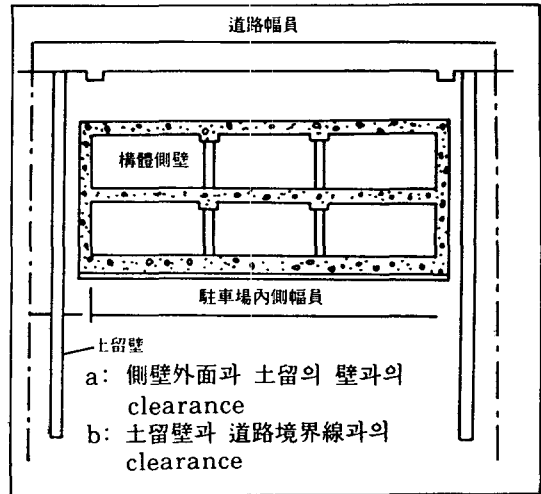 道路幅員
構體側壁
駐車場內側幅員
土留壁
a: 側壁外面과 土留의 壁과의
clearance
b: 土留壁과 道路境界線과의
clearance